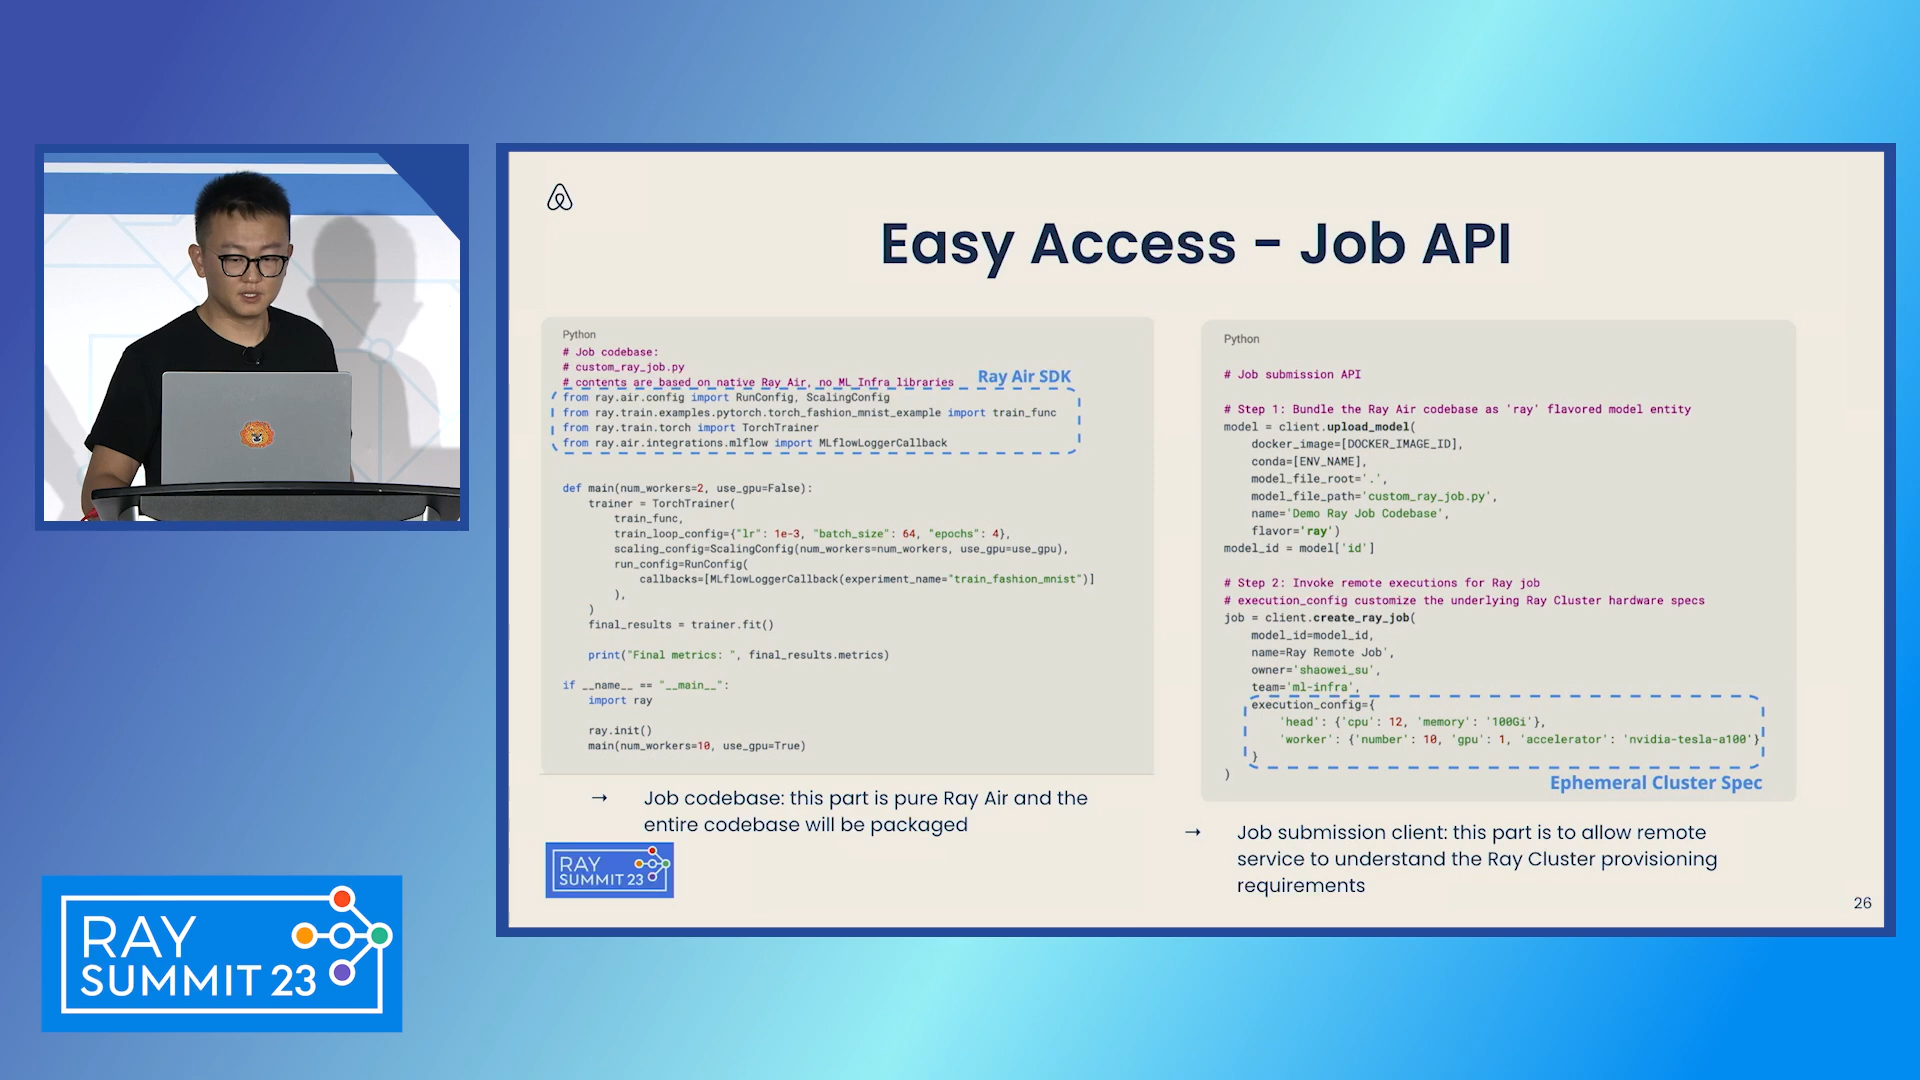 Easy Access - Job API
Python
# Job codebase:
# custom_ray_job.py
# contents are based on native Ray Air, no ML Infra libraries
Ray Air SDK
from ray.air.config import RunConfig, ScalingConfig
from ray.train.examples.pytorch.torch_fashion_mnist_example import train_func
from ray.train.torch import TorchTrainer
from ray.air.integrations.mlflow import MLflowLoggerCallback
def main(num_workers=2, use_gpu=False):
    trainer = TorchTrainer(
        train_func,
        train_loop_config={"lr": 1e-3, "batch_size": 64, "epochs": 4},
        scaling_config=ScalingConfig(num_workers=num_workers, use_gpu=use_gpu),
        run_config=RunConfig(
            callbacks=[MLflowLoggerCallback(experiment_name="train_fashion_mnist")]
        ),
    )
    final_results = trainer.fit()
    print("Final metrics: ", final_results.metrics)
if __name__ == "__main__":
    import ray
    ray.init()
    main(num_workers=10, use_gpu=True)
→ Job codebase: this part is pure Ray Air and the
entire codebase will be packaged
Python
# Job submission API
# Step 1: Bundle the Ray Air codebase as 'ray' flavored model entity
model = client.upload_model(
    docker_image=[DOCKER_IMAGE_ID],
    conda=[ENV_NAME],
    model_file_root='.',
    model_file_path='custom_ray_job.py',
    name='Demo Ray Job Codebase',
    flavor='ray')
model_id = model['id']
# Step 2: Invoke remote executions for Ray job
# execution_config customize the underlying Ray Cluster hardware specs
job = client.create_ray_job(
    model_id=model_id,
    name=Ray Remote Job',
    owner='shaowei_su',
    team='ml-infra',
    execution_config={
        'head': {'cpu': 12, 'memory': '100Gi'},
        'worker': {'number': 10, 'gpu': 1, 'accelerator': 'nvidia-tesla-a100'}
    }
)
Ephemeral Cluster Spec
→ Job submission client: this part is to allow remote
service to understand the Ray Cluster provisioning
requirements
RAY
SUMMIT 23
26
RAY
SUMMIT 23